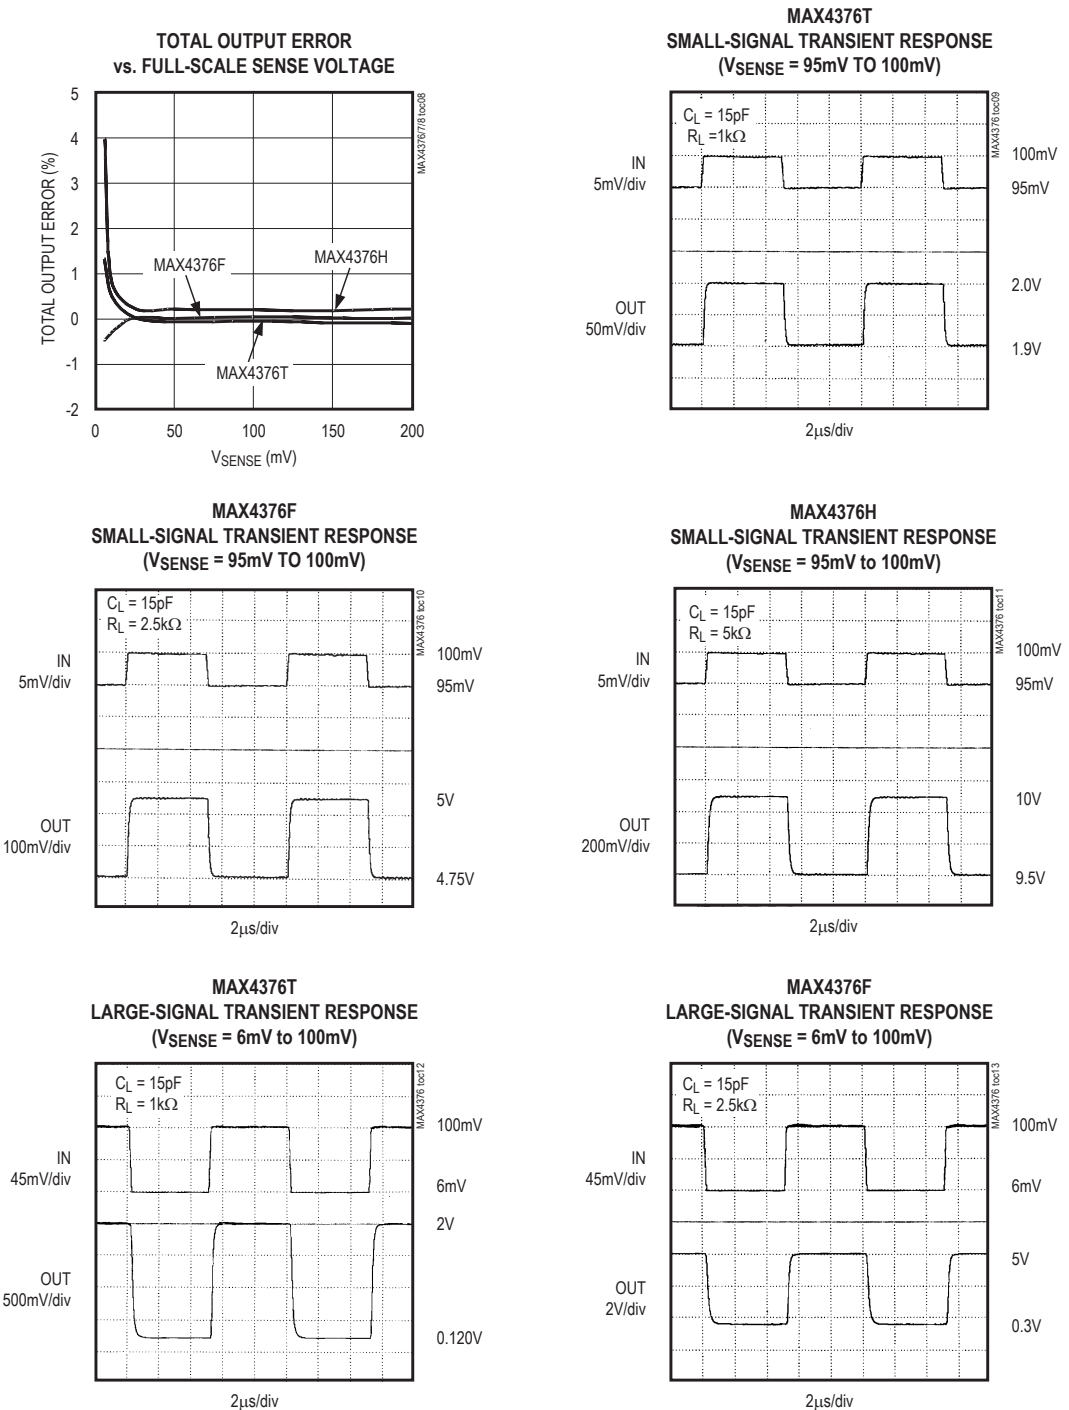 TOTAL OUTPUT ERROR
vs. FULL-SCALE SENSE VOLTAGE
MAX4376/7/8 toc08
5
4
3
2
1
0
-1
-2
TOTAL OUTPUT ERROR (%)
MAX4376F
MAX4376H
MAX4376T
0
50
100
150
200
VSENSE (mV)
MAX4376T
SMALL-SIGNAL TRANSIENT RESPONSE
(VSENSE = 95mV TO 100mV)
MAX4376 toc09
CL = 15pF
RL =1kΩ
IN
5mV/div
100mV
95mV
OUT
50mV/div
2.0V
1.9V
2μs/div
MAX4376F
SMALL-SIGNAL TRANSIENT RESPONSE
(VSENSE = 95mV TO 100mV)
MAX4376 toc10
CL = 15pF
RL = 2.5kΩ
IN
5mV/div
100mV
95mV
OUT
100mV/div
5V
4.75V
2μs/div
MAX4376H
SMALL-SIGNAL TRANSIENT RESPONSE
(VSENSE = 95mV to 100mV)
MAX4376 toc11
CL = 15pF
RL = 5kΩ
IN
5mV/div
100mV
95mV
OUT
200mV/div
10V
9.5V
2μs/div
MAX4376T
LARGE-SIGNAL TRANSIENT RESPONSE
(VSENSE = 6mV to 100mV)
MAX4376 toc12
CL = 15pF
RL = 1kΩ
IN
45mV/div
100mV
6mV
OUT
500mV/div
2V
0.120V
2μs/div
MAX4376F
LARGE-SIGNAL TRANSIENT RESPONSE
(VSENSE = 6mV to 100mV)
MAX4376 toc13
CL = 15pF
RL = 2.5kΩ
IN
45mV/div
100mV
6mV
OUT
2V/div
5V
0.3V
2μs/div